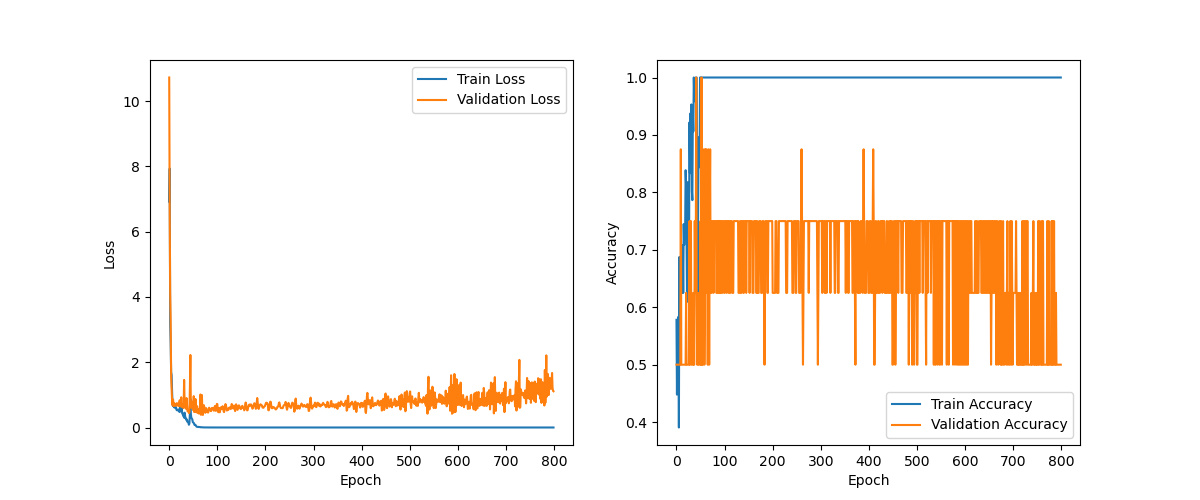 Train Loss
Validation Loss
10
8
6
4
2
0
Loss
0 100 200 300 400 500 600 700 800
Epoch
1.0
0.9
0.8
0.7
0.6
0.5
0.4
Accuracy
Train Accuracy
Validation Accuracy
0 100 200 300 400 500 600 700 800
Epoch